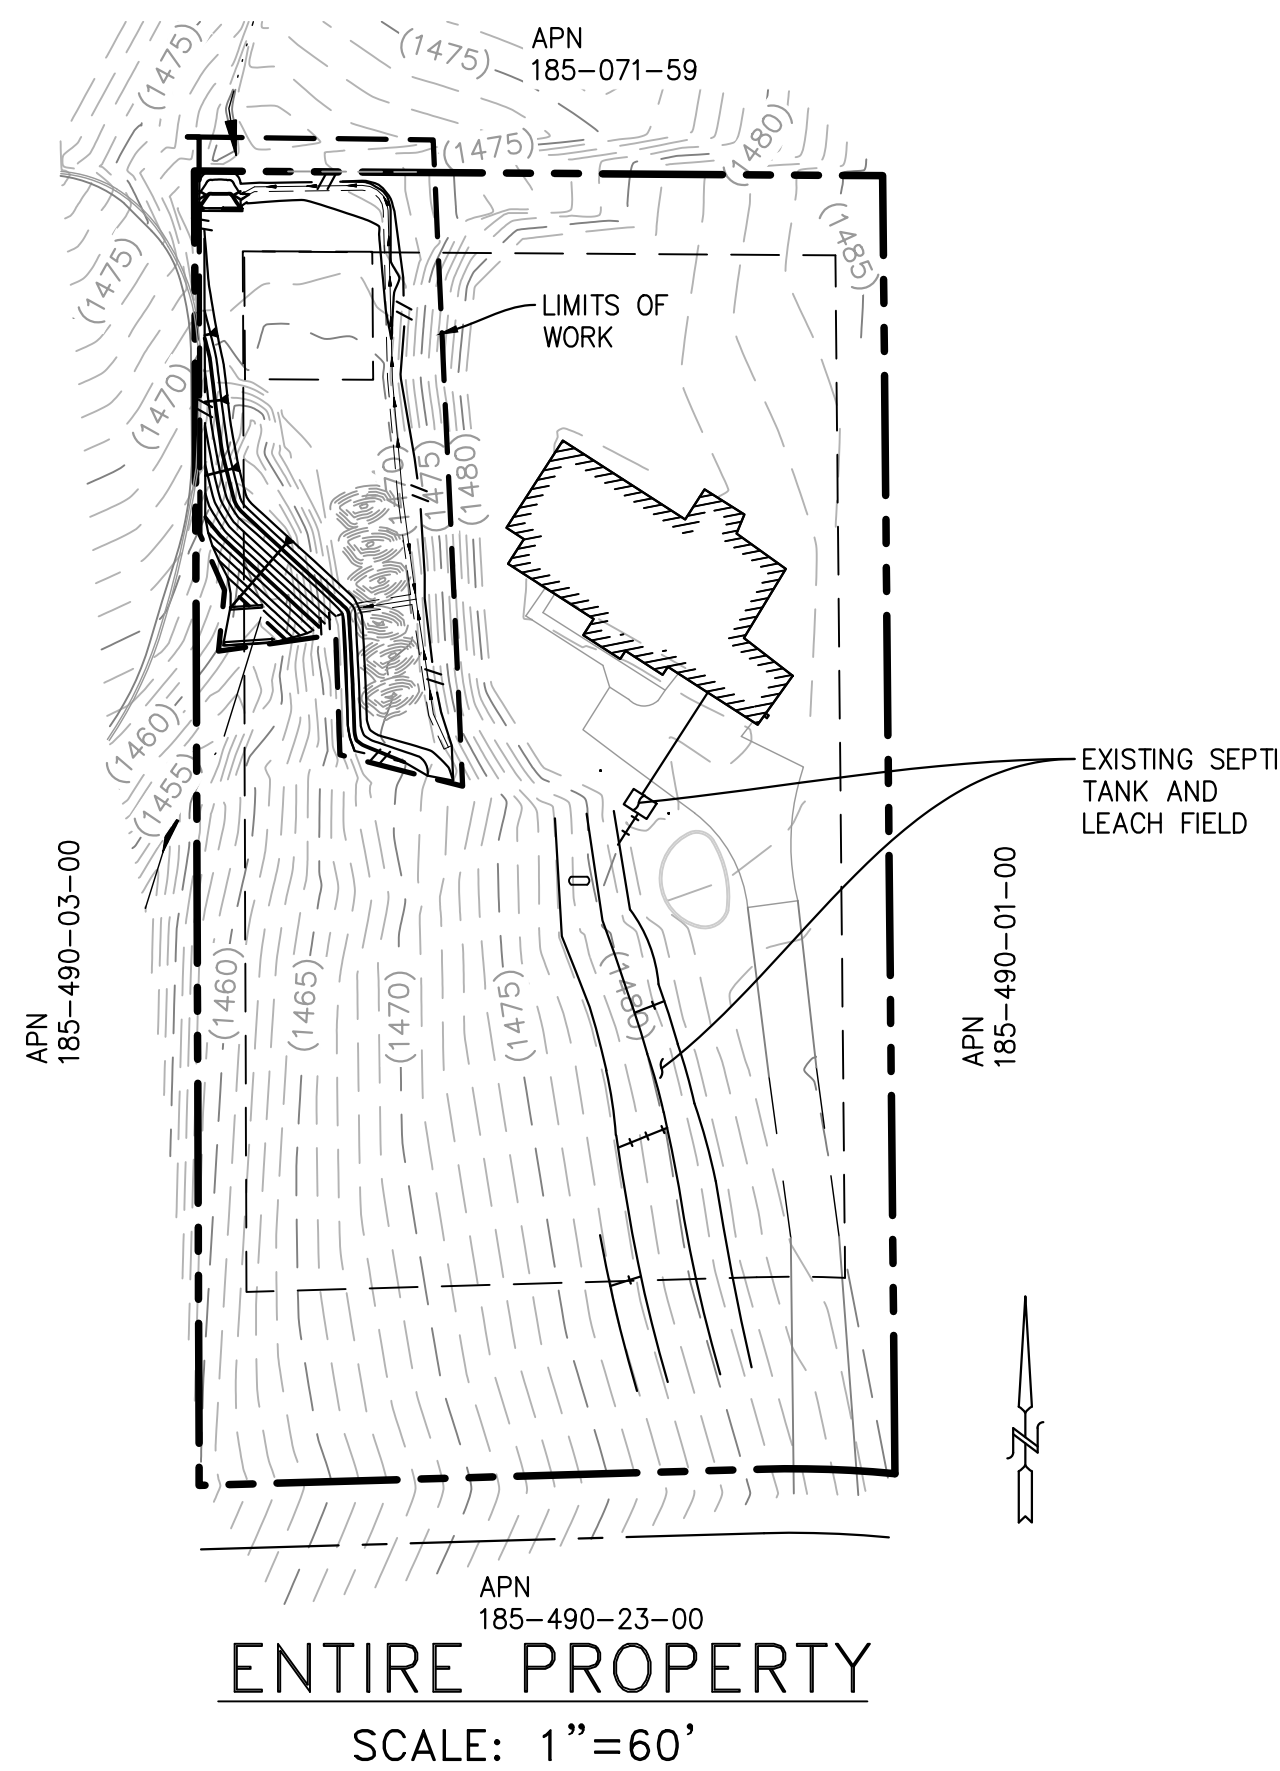 APN
185-071-59
(1475)
(1475)
(1475)
(1480)
(1485)
(1475)
LIMITS OF
WORK
(1470)
(1470)
(1475)
(1480)
(1460)
(1455)
EXISTING SEPTI
TANK AND
LEACH FIELD
APN
185-490-03-00
APN
185-490-01-00
(1460)
(1465)
(1470)
(1475)
(1480)
N
APN
185-490-23-00
ENTIRE PROPERTY
SCALE: 1"=60'